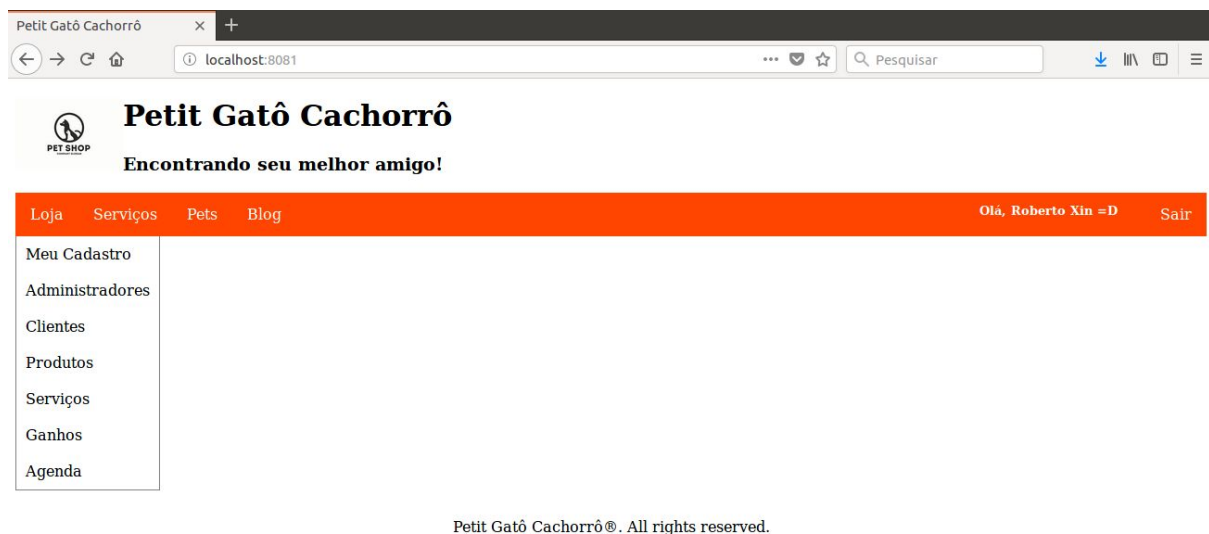 Petit Gatô Cachorrô
localhost:8081
Pesquisar
PET SHOP
Petit Gatô Cachorrô
Encontrando seu melhor amigo!
Loja Serviços Pets Blog Olá, Roberto Xin =D Sair
Meu Cadastro
Administradores
Clientes
Produtos
Serviços
Ganhos
Agenda
Petit Gatô Cachorrô®. All rights reserved.